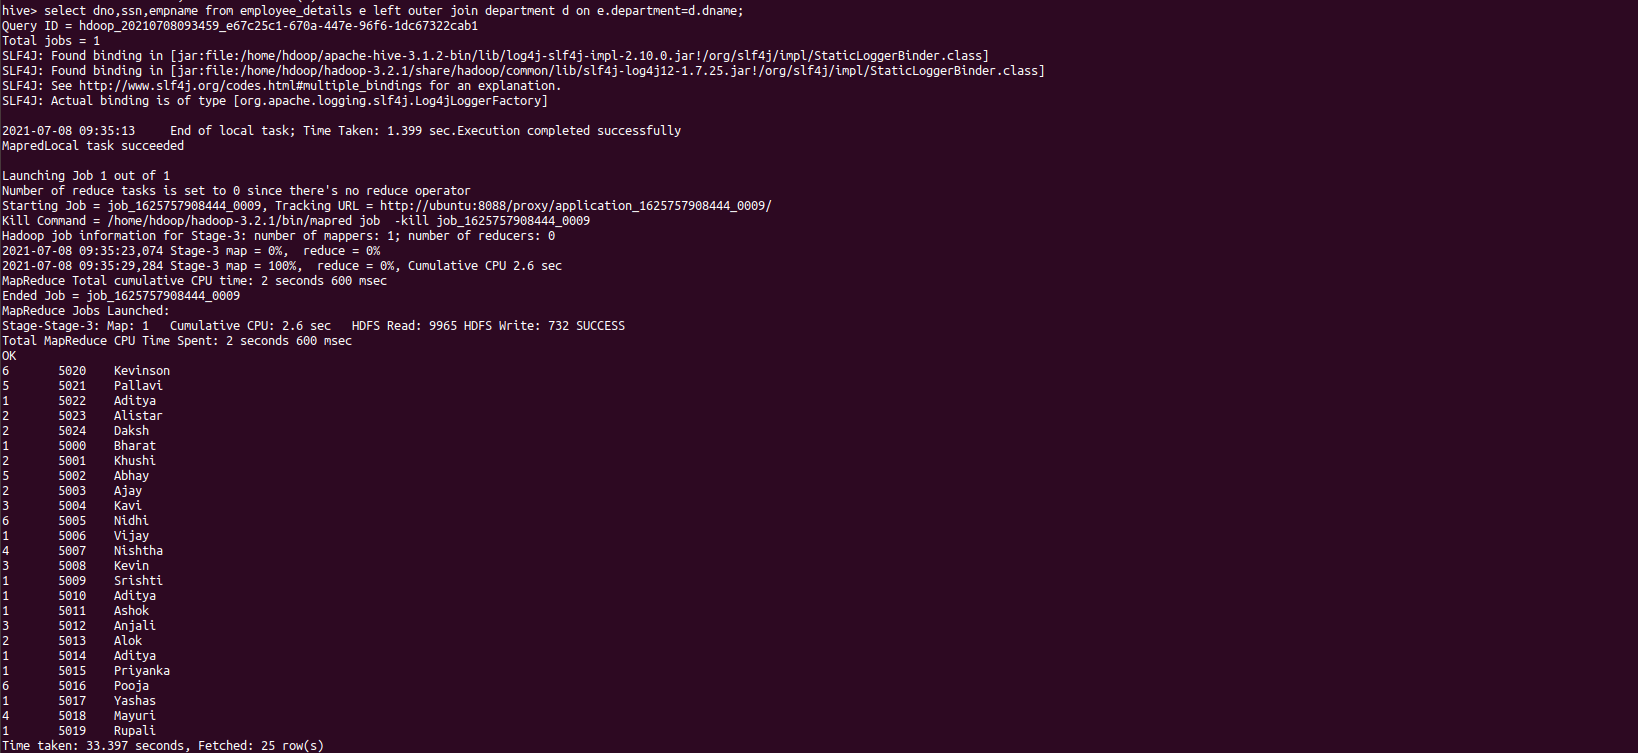 hive> select dno,ssn,empname from employee_details e left outer join department d on e.department=d.dname;
Query ID = hdoop_20210708093459_e67c25c1-670a-447e-96f6-1dc67322cab1
Total jobs = 1
SLF4J: Found binding in [jar:file:/home/hdoop/apache-hive-3.1.2-bin/lib/log4j-slf4j-impl-2.10.0.jar!/org/slf4j/impl/StaticLoggerBinder.class]
SLF4J: Found binding in [jar:file:/home/hdoop/hadoop-3.2.1/share/hadoop/common/lib/slf4j-log4j12-1.7.25.jar!/org/slf4j/impl/StaticLoggerBinder.class]
SLF4J: See http://www.slf4j.org/codes.html#multiple_bindings for an explanation.
SLF4J: Actual binding is of type [org.apache.logging.slf4j.Log4jLoggerFactory]
2021-07-08 09:35:13     End of local task; Time Taken: 1.399 sec.Execution completed successfully
MapredLocal task succeeded
Launching Job 1 out of 1
Number of reduce tasks is set to 0 since there's no reduce operator
Starting Job = job_1625757908444_0009, Tracking URL = http://ubuntu:8088/proxy/application_1625757908444_0009/
Kill Command = /home/hdoop/hadoop-3.2.1/bin/mapred job  -kill job_1625757908444_0009
Hadoop job information for Stage-3: number of mappers: 1; number of reducers: 0
2021-07-08 09:35:23,074 Stage-3 map = 0%,  reduce = 0%
2021-07-08 09:35:29,284 Stage-3 map = 100%,  reduce = 0%, Cumulative CPU 2.6 sec
MapReduce Total cumulative CPU time: 2 seconds 600 msec
Ended Job = job_1625757908444_0009
MapReduce Jobs Launched:
Stage-Stage-3: Map: 1   Cumulative CPU: 2.6 sec   HDFS Read: 9965 HDFS Write: 732 SUCCESS
Total MapReduce CPU Time Spent: 2 seconds 600 msec
OK
6       5020    Kevinson
5       5021    Pallavi
1       5022    Aditya
2       5023    Alistar
2       5024    Daksh
1       5000    Bharat
2       5001    Khushi
5       5002    Abhay
2       5003    Ajay
3       5004    Kavi
6       5005    Nidhi
1       5006    Vijay
4       5007    Nishtha
3       5008    Kevin
1       5009    Srishti
1       5010    Aditya
1       5011    Ashok
3       5012    Anjali
2       5013    Alok
1       5014    Aditya
1       5015    Priyanka
6       5016    Pooja
1       5017    Yashas
4       5018    Mayuri
1       5019    Rupali
Time taken: 33.397 seconds, Fetched: 25 row(s)